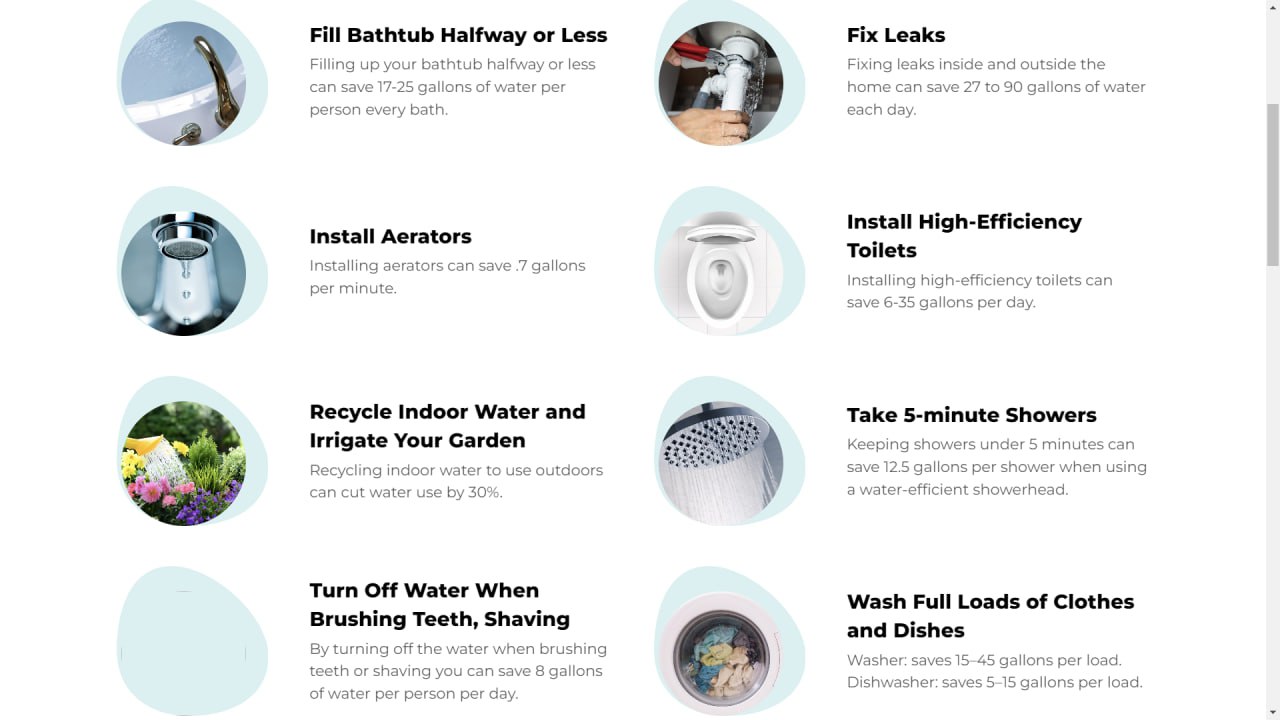 Fill Bathtub Halfway or Less
Filling up your bathtub halfway or less
can save 17-25 gallons of water per
person every bath.
Fix Leaks
Fixing leaks inside and outside the
home can save 27 to 90 gallons of water
each day.
Install Aerators
Installing aerators can save .7 gallons
per minute.
Install High-Efficiency
Toilets
Installing high-efficiency toilets can
save 6-35 gallons per day.
Recycle Indoor Water and
Irrigate Your Garden
Recycling indoor water to use outdoors
can cut water use by 30%.
Take 5-minute Showers
Keeping showers under 5 minutes can
save 12.5 gallons per shower when using
a water-efficient showerhead.
Turn Off Water When
Brushing Teeth, Shaving
By turning off the water when brushing
teeth or shaving you can save 8 gallons
of water per person per day.
Wash Full Loads of Clothes
and Dishes
Washer: saves 15–45 gallons per load.
Dishwasher: saves 5–15 gallons per load.